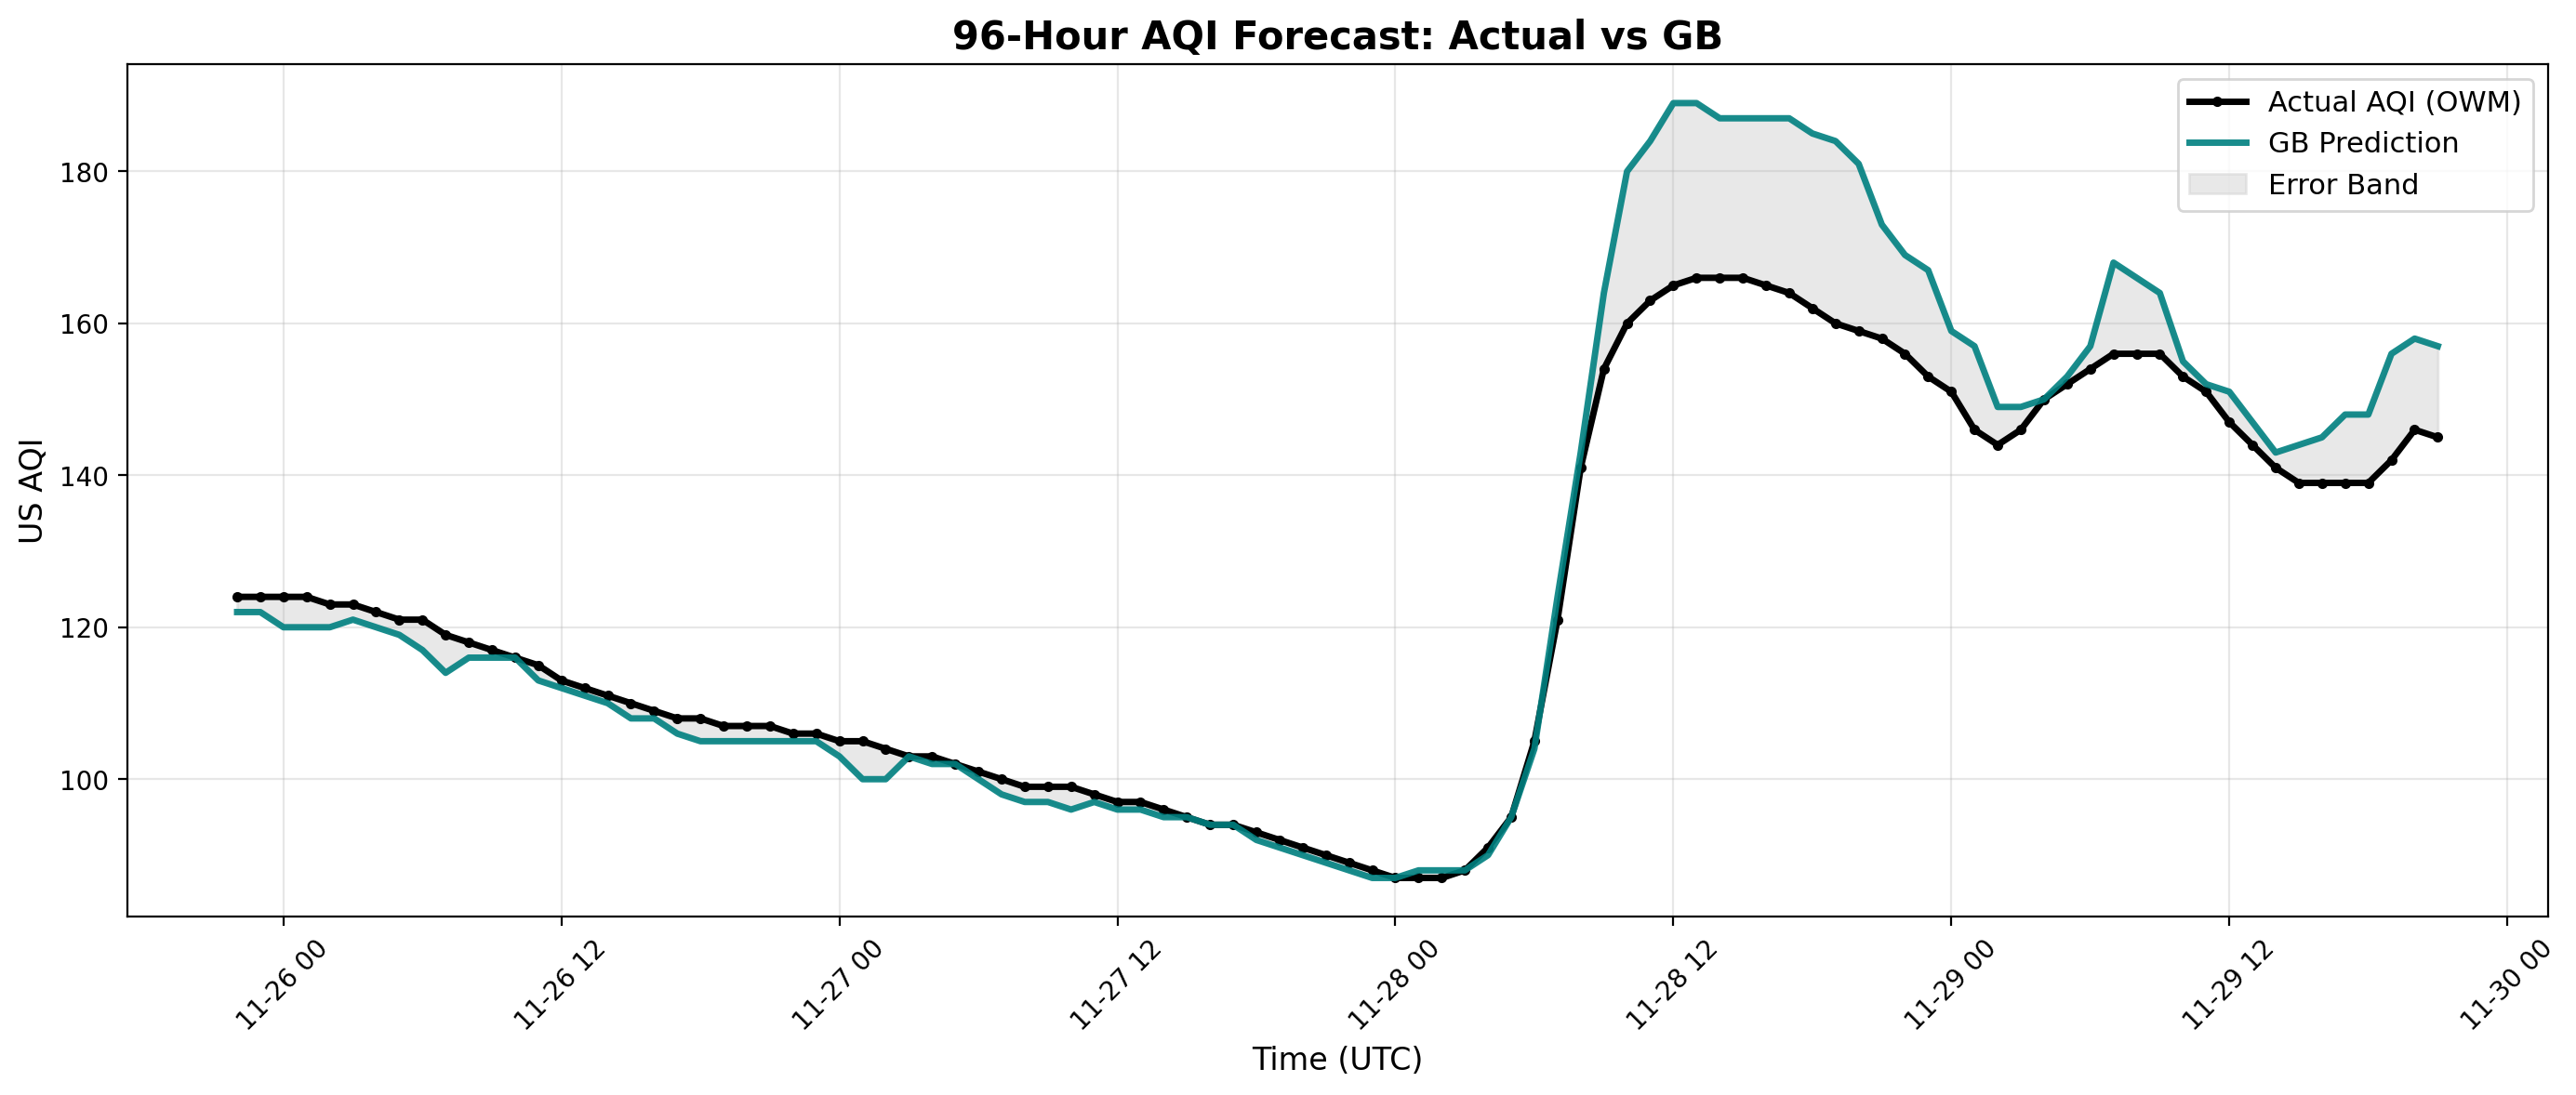 96-Hour AQI Forecast: Actual vs GB
Actual AQI (OWM)
GB Prediction
Error Band
US AQI
180
160
140
120
100
11-26 00
11-26 12
11-27 00
11-27 12
11-28 00
11-28 12
11-29 00
11-29 12
11-30 00
Time (UTC)